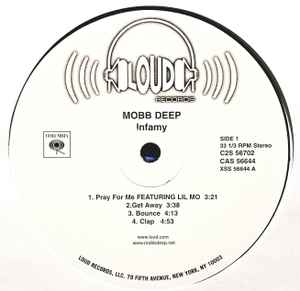 LOUD
RECORDS
MOBB DEEP
Infamy
COLUMBIA
SIDE 1
33 1/3 RPM Stereo
C2S 56702
CAS 56644
XSS 56644 A
1. Pray For Me FEATURING LIL MO 3:21
2.Get Away 3:38
3. Bounce 4:13
4. Clap 4:53
www.loud.com
www.mobbdeep.net
LOUD RECORDS, LLC, 79 FIFTH AVENUE, NEW YORK, NY 10003